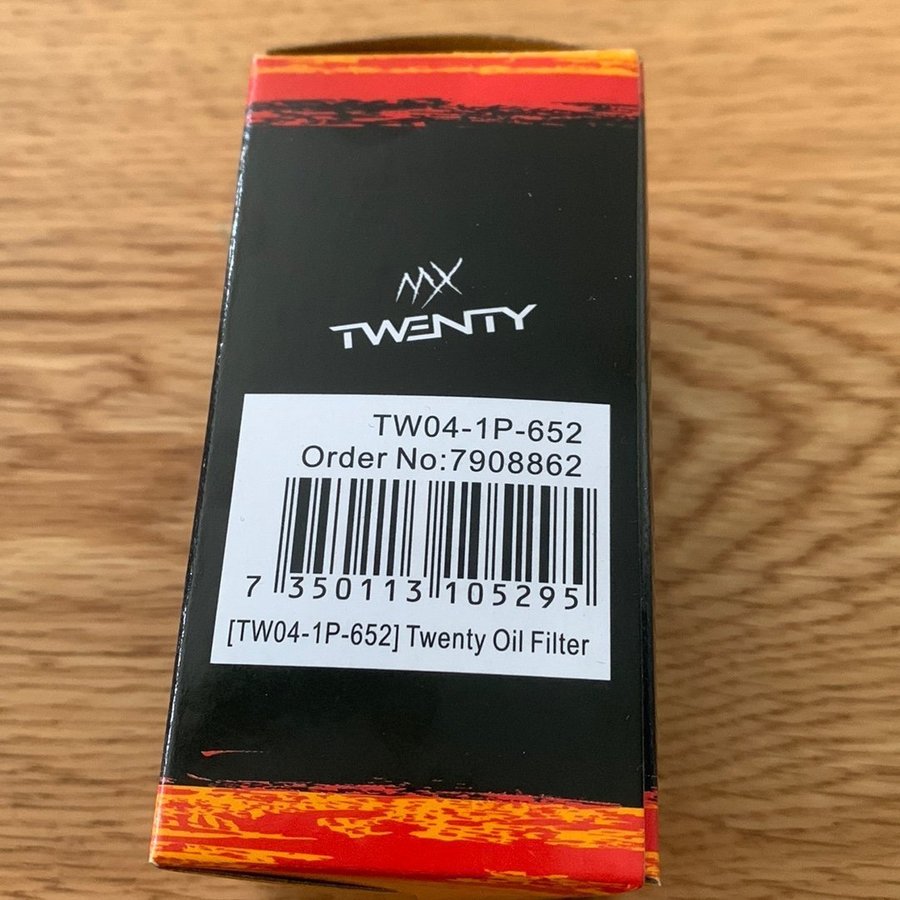 MX
TWENTY
TW04-1P-652
Order No:7908862
7 350113 105295
[TW04-1P-652] Twenty Oil Filter